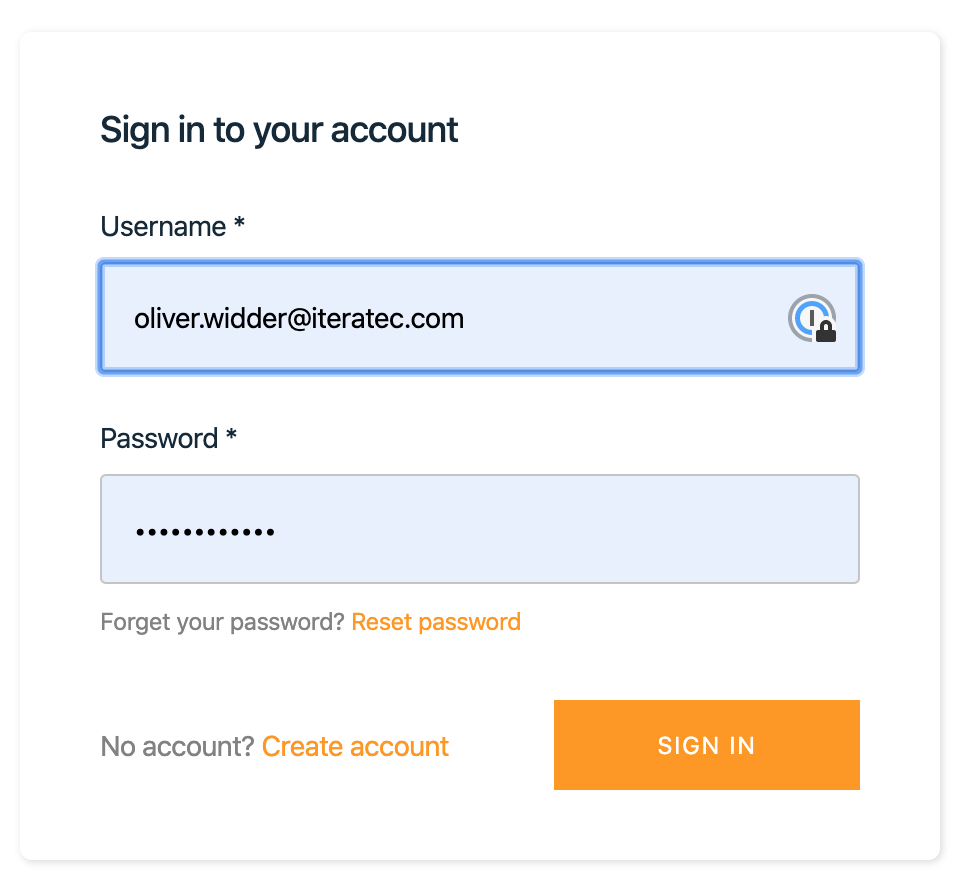 Sign in to your account
Username *
oliver.widder@iteratec.com
Password *
••••••••••••
Forget your password? Reset password
No account? Create account
SIGN IN